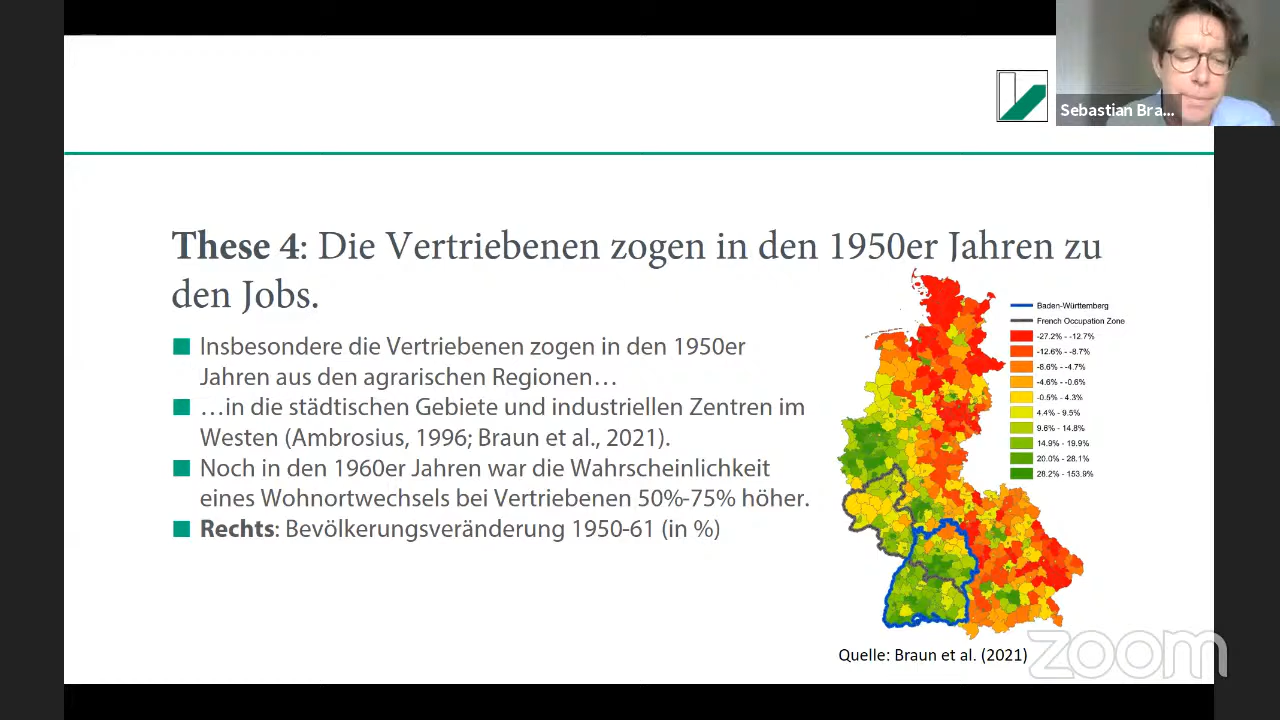 Sebastian Bra...
These 4: Die Vertriebenen zogen in den 1950er Jahren zu
den Jobs.
Insbesondere die Vertriebenen zogen in den 1950er
Jahren aus den agrarischen Regionen…
…in die städtischen Gebiete und industriellen Zentren im
Westen (Ambrosius, 1996; Braun et al., 2021).
Noch in den 1960er Jahren war die Wahrscheinlichkeit
eines Wohnortwechsels bei Vertriebenen 50%-75% höher.
Rechts: Bevölkerungsveränderung 1950-61 (in %)
Baden-Württemberg
French Occupation Zone
-27.2% - -12.7%
-12.6% - -8.7%
-8.6% - -4.7%
-4.6% - -0.6%
-0.5% - 4.3%
4.4% - 9.5%
9.6% - 14.8%
14.9% - 19.9%
20.0% - 28.1%
28.2% - 153.9%
Quelle: Braun et al. (2021)
zoom